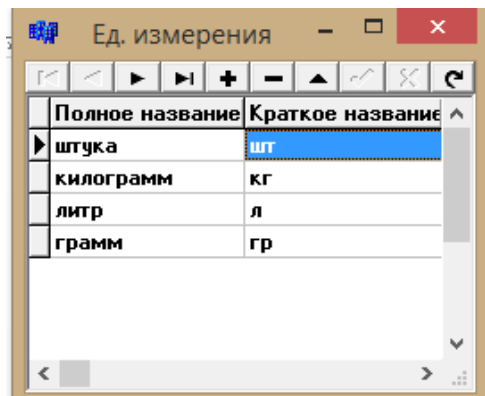 Ед. измерения
Полное название Краткое название
штука шт
килограмм кг
литр л
грамм гр